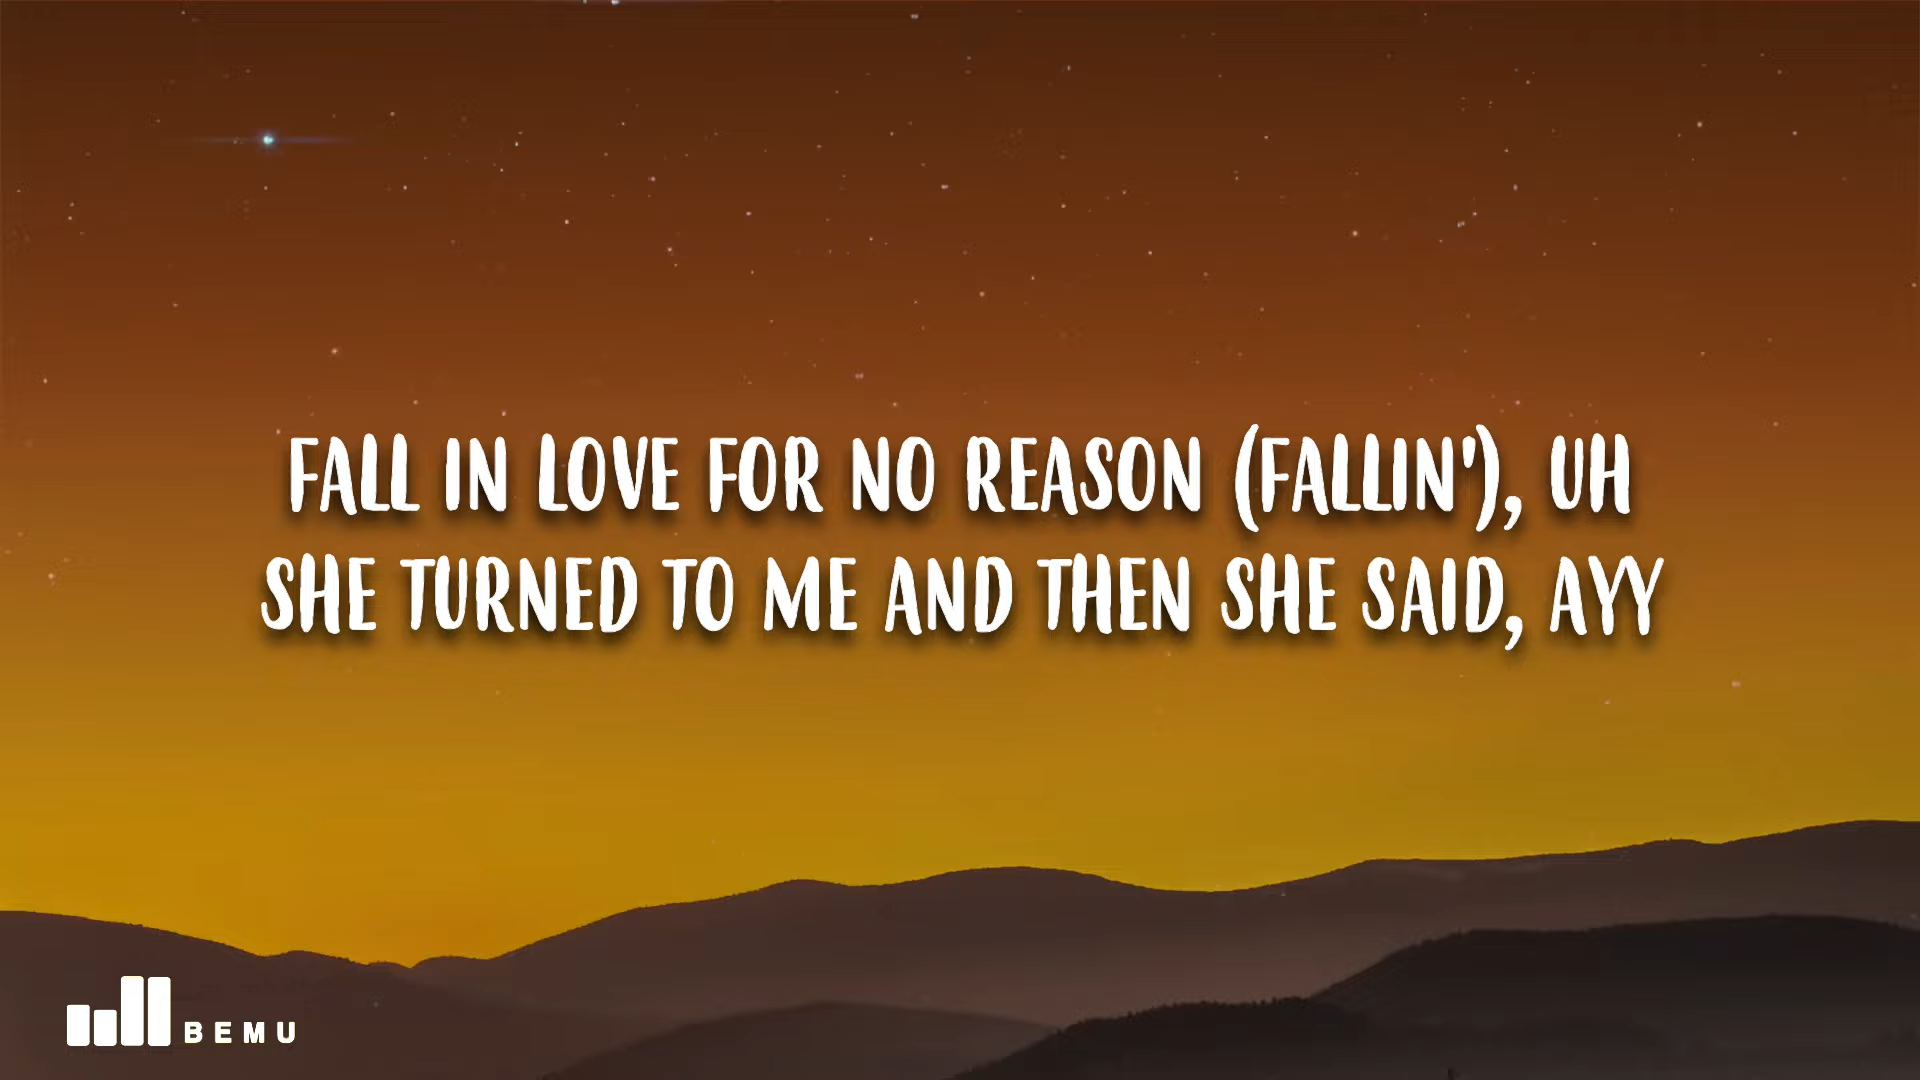 FALL IN LOVE FOR NO REASON (FALLIN'), UH
SHE TURNED TO ME AND THEN SHE SAID, AYY
BEMU